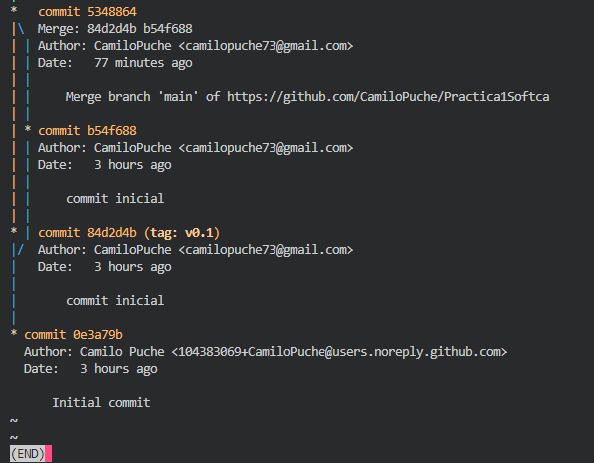 *   commit 5348864
|\  Merge: 84d2d4b b54f688
| | Author: CamiloPuche <camilopuche73@gmail.com>
| | Date:   77 minutes ago
| |
| |     Merge branch 'main' of https://github.com/CamiloPuche/Practica1Softca
| |
| * commit b54f688
| | Author: CamiloPuche <camilopuche73@gmail.com>
| | Date:   3 hours ago
| |
| |     commit inicial
| |
* | commit 84d2d4b (tag: v0.1)
|/  Author: CamiloPuche <camilopuche73@gmail.com>
|   Date:   3 hours ago
|
|       commit inicial
|
* commit 0e3a79b
  Author: Camilo Puche <104383069+CamiloPuche@users.noreply.github.com>
  Date:   3 hours ago

      Initial commit
~
~
(END)